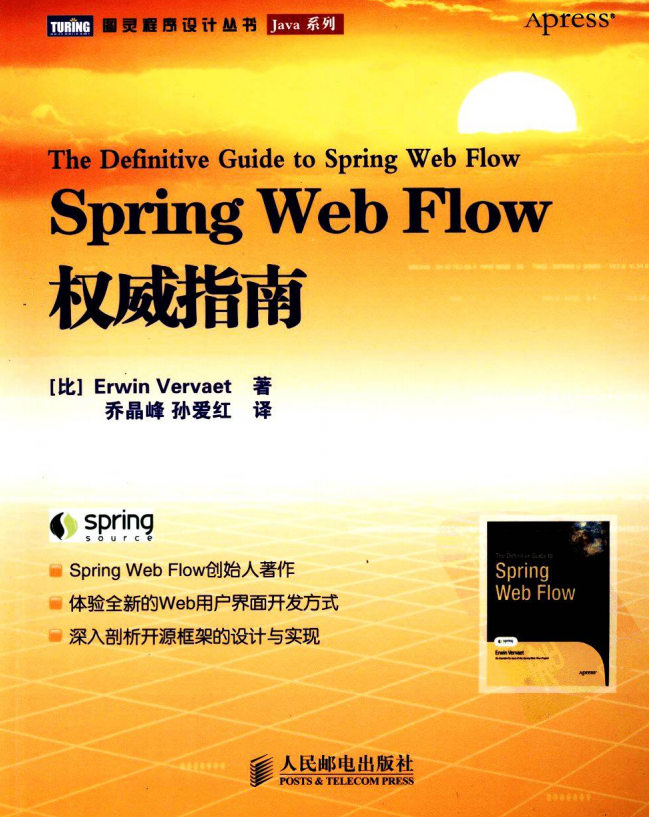 TURING 图灵程序设计丛书 Java 系列
Apress®
The Definitive Guide to Spring Web Flow
Spring Web Flow
权威指南
[比] Erwin Vervaet 著
乔晶峰 孙爱红 译
spring
source
Spring Web Flow创始人著作
体验全新的Web用户界面开发方式
深入剖析开源框架的设计与实现
The Definitive Guide to
Spring
Web Flow
Erwin Vervaet
Apress®
人民邮电出版社
POSTS & TELECOM PRESS